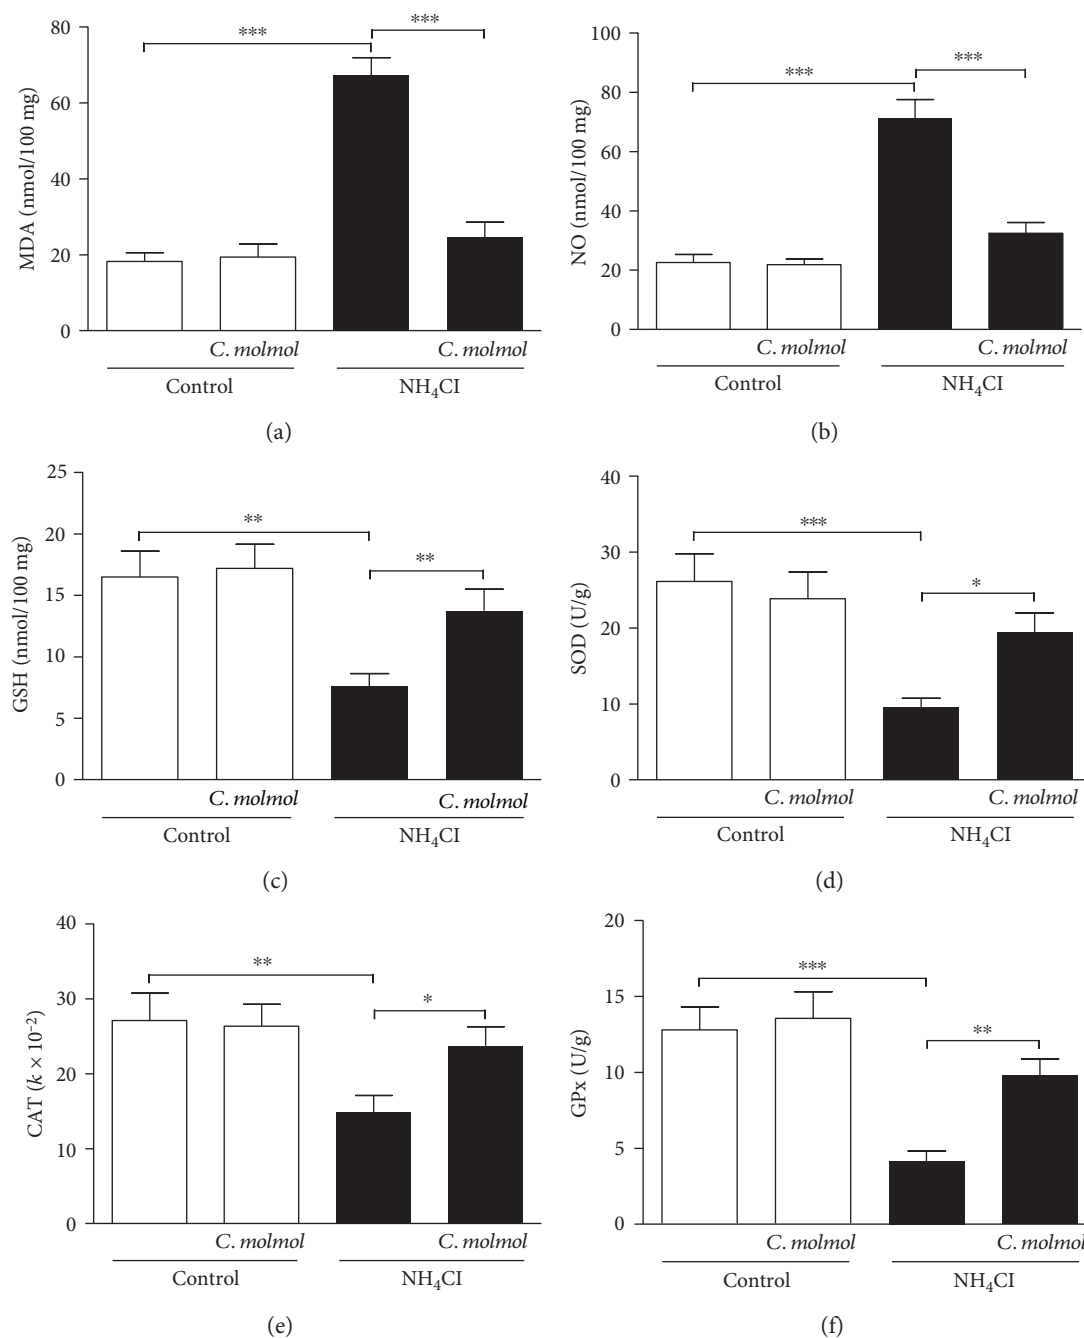 MDA (nmol/100 mg)
80
60
40
20
0
***
***
C. molmol
C. molmol
Control
NH₄CI
(a)
NO (nmol/100 mg)
100
80
60
40
20
0
***
***
C. molmol
C. molmol
Control
NH₄CI
(b)
GSH (nmol/100 mg)
25
20
15
10
5
0
**
**
C. molmol
C. molmol
Control
NH₄CI
(c)
SOD (U/g)
40
30
20
10
0
***
*
C. molmol
C. molmol
Control
NH₄CI
(d)
CAT (k × 10⁻²)
40
30
20
10
0
**
*
C. molmol
C. molmol
Control
NH₄CI
(e)
GPx (U/g)
20
15
10
5
0
***
**
C. molmol
C. molmol
Control
NH₄CI
(f)